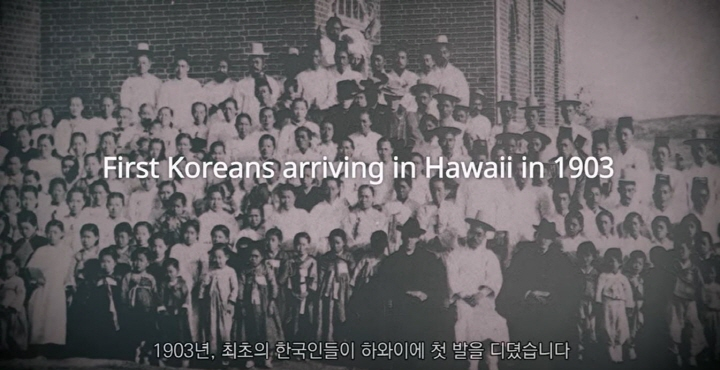 First Koreans arriving in Hawaii in 1903
1903년, 최초의 한국인들이 하와이에 첫 발을 디뎠습니다